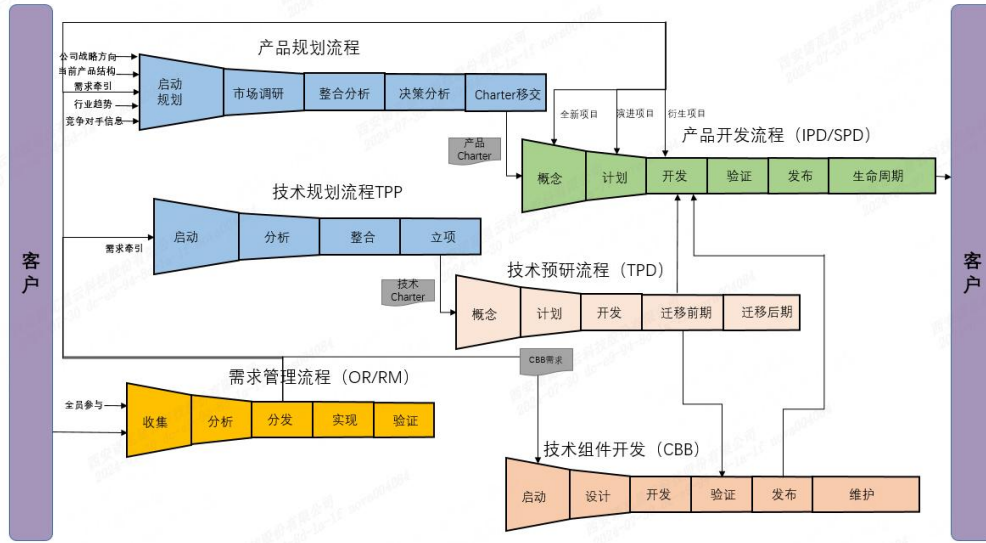 产品规划流程
公司战略方向
当前产品结构
需求牵引
行业趋势
竞争对手信息
启动
规划
市场调研
整合分析
决策分析
Charter移交
全新项目
演进项目
衍生项目
产品
Charter
产品开发流程（IPD/SPD）
概念
计划
开发
验证
发布
生命周期
技术规划流程TPP
需求牵引
启动
分析
整合
立项
客
户
客
户
技术
Charter
技术预研流程（TPD）
概念
计划
开发
迁移前期
迁移后期
CBB需求
需求管理流程（OR/RM）
全员参与
收集
分析
分发
实现
验证
技术组件开发（CBB）
启动
设计
开发
验证
发布
维护